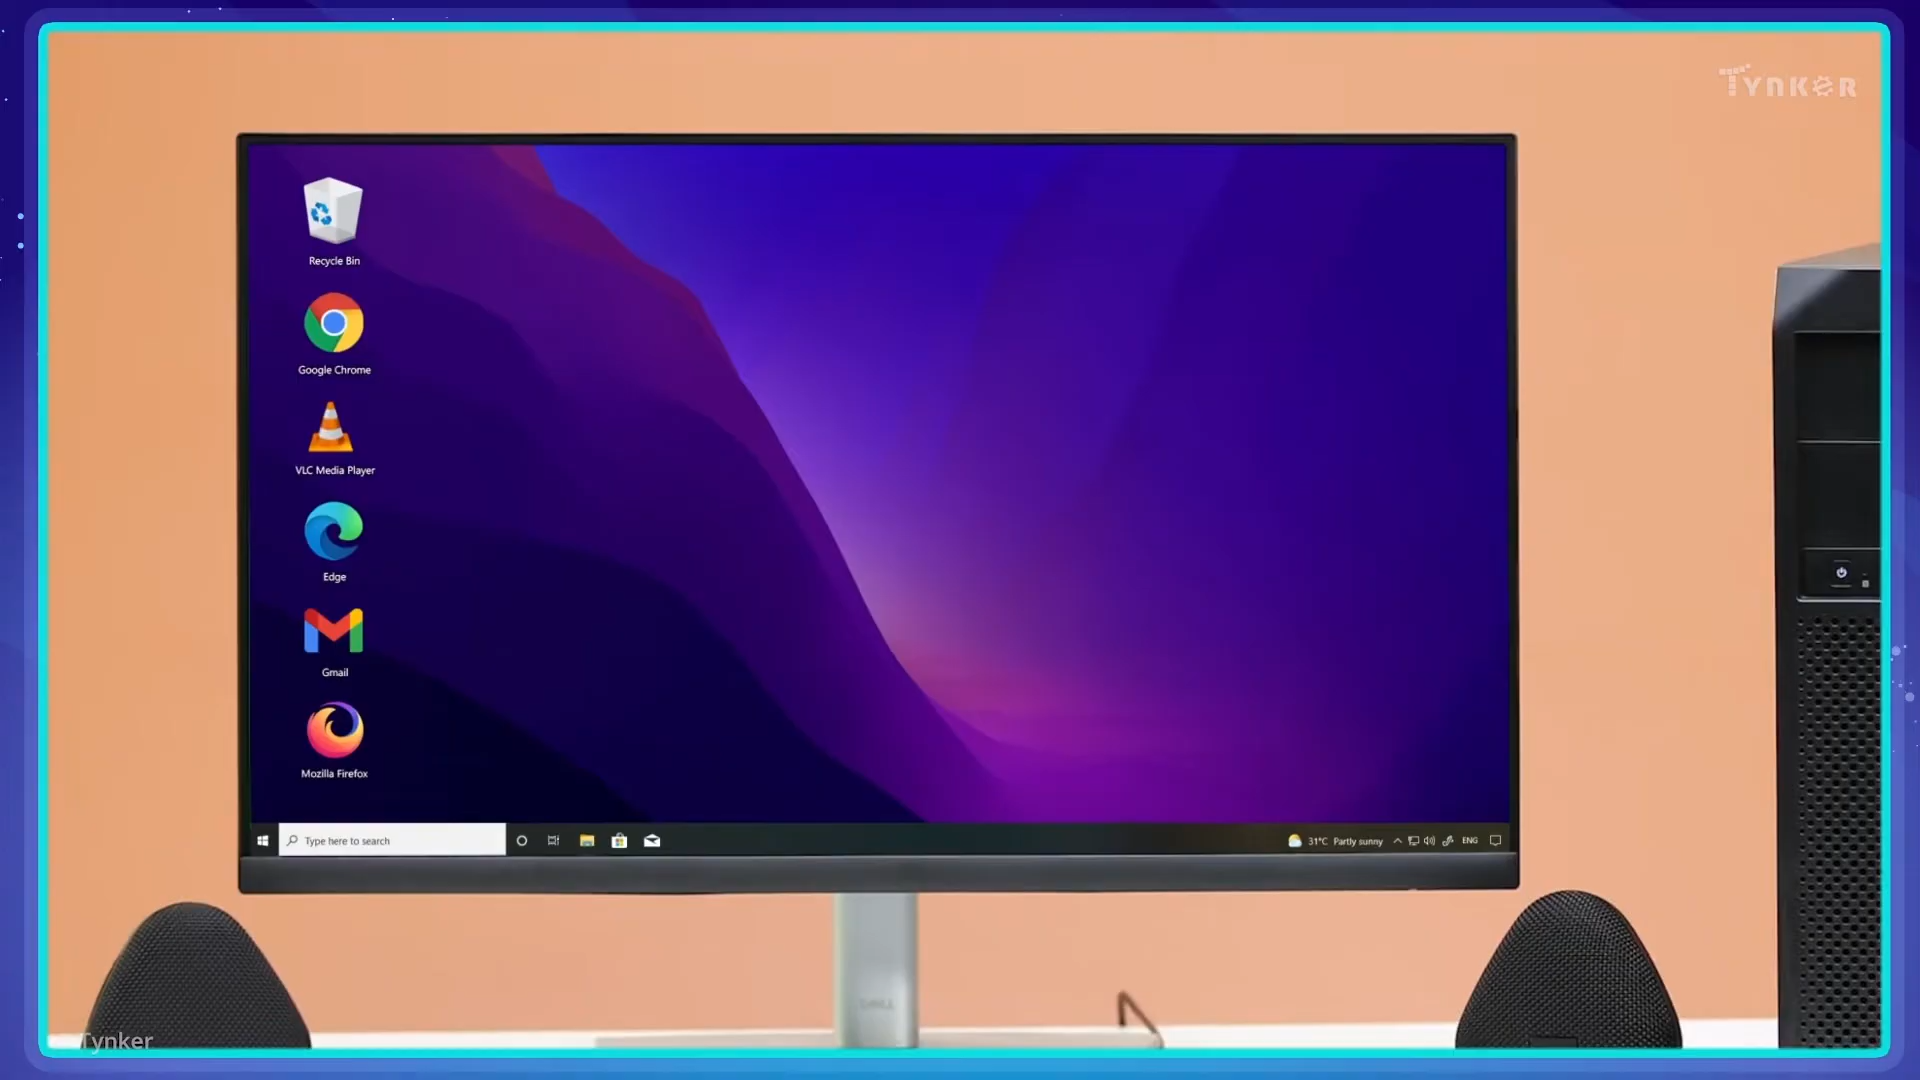 TYNKER
Recycle Bin
Google Chrome
VLC Media Player
Edge
Gmail
Mozilla Firefox
Type here to search
31°C Partly sunny
ENG
DELL
Tynker